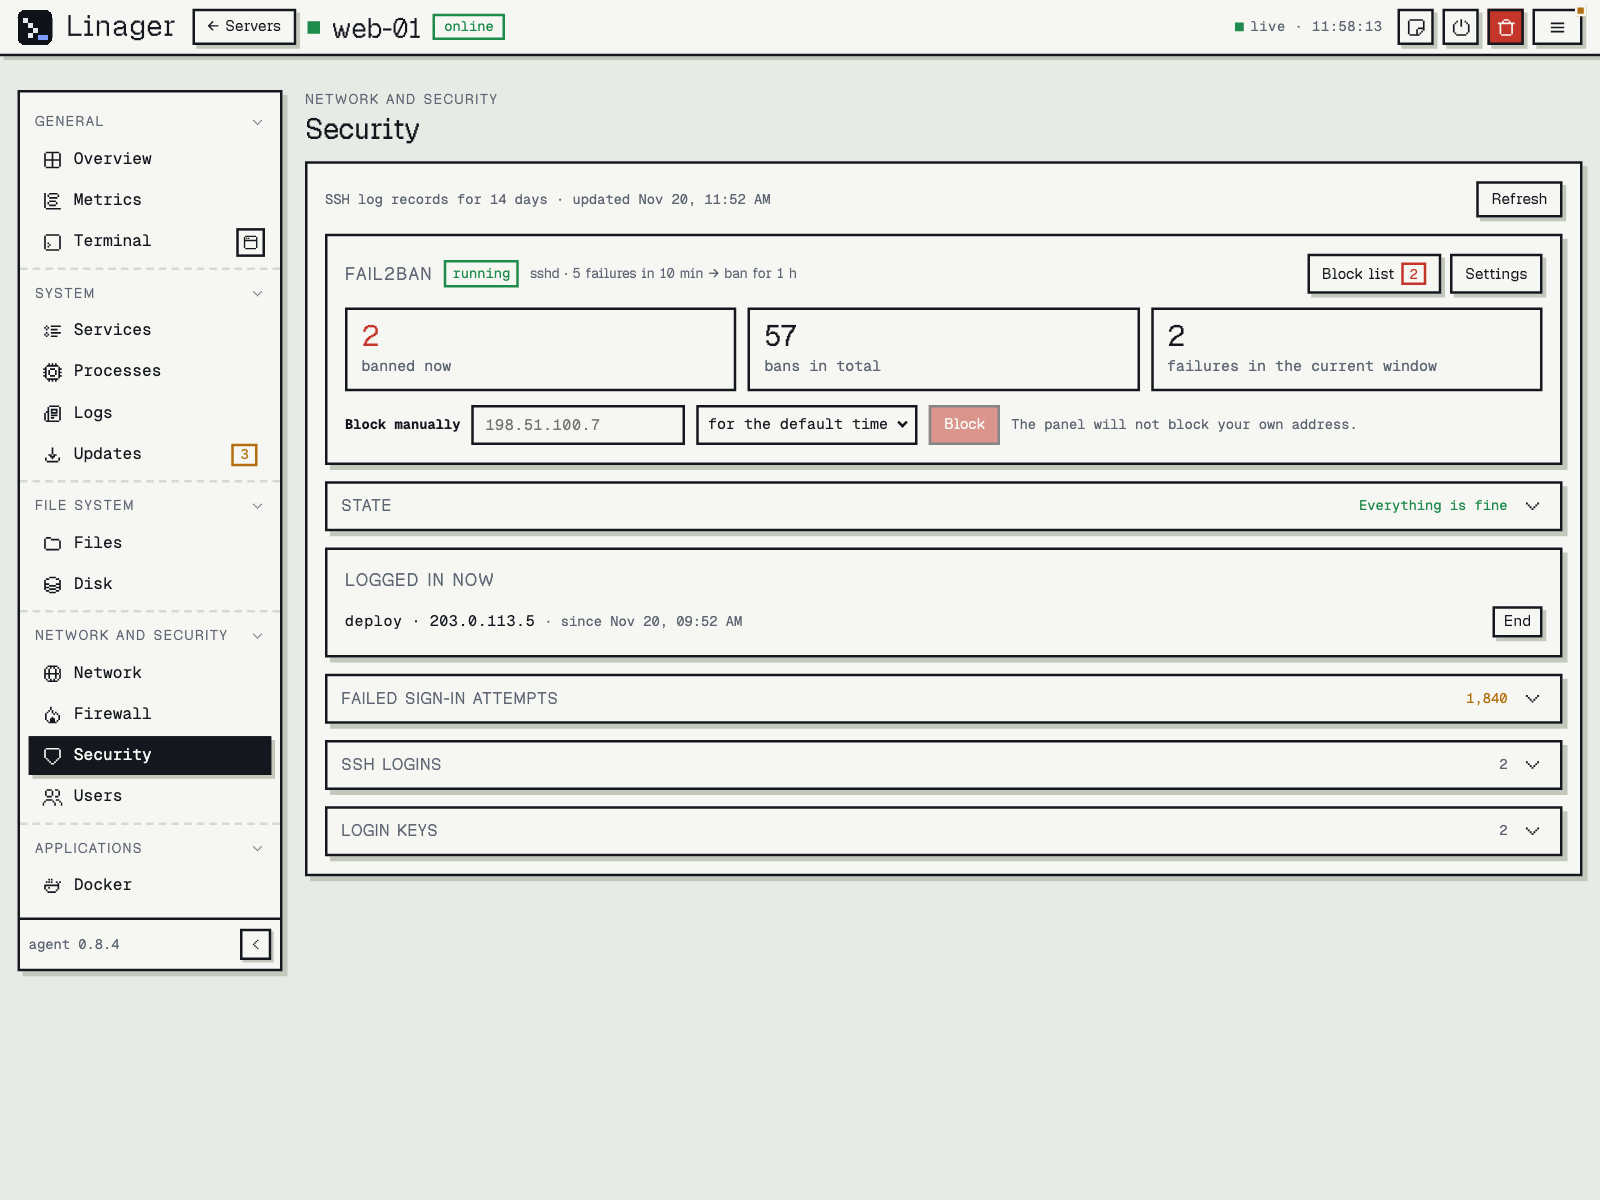 Linager
← Servers
web-01
online
live · 11:58:13
GENERAL
Overview
Metrics
Terminal
SYSTEM
Services
Processes
Logs
Updates
3
FILE SYSTEM
Files
Disk
NETWORK AND SECURITY
Network
Firewall
Security
Users
APPLICATIONS
Docker
agent 0.8.4
NETWORK AND SECURITY
Security
SSH log records for 14 days · updated Nov 20, 11:52 AM
Refresh
FAIL2BAN
running
sshd · 5 failures in 10 min → ban for 1 h
Block list 2
Settings
2
banned now
57
bans in total
2
failures in the current window
Block manually
198.51.100.7
for the default time
Block
The panel will not block your own address.
STATE
Everything is fine
LOGGED IN NOW
deploy · 203.0.113.5 · since Nov 20, 09:52 AM
End
FAILED SIGN-IN ATTEMPTS
1,840
SSH LOGINS
2
LOGIN KEYS
2